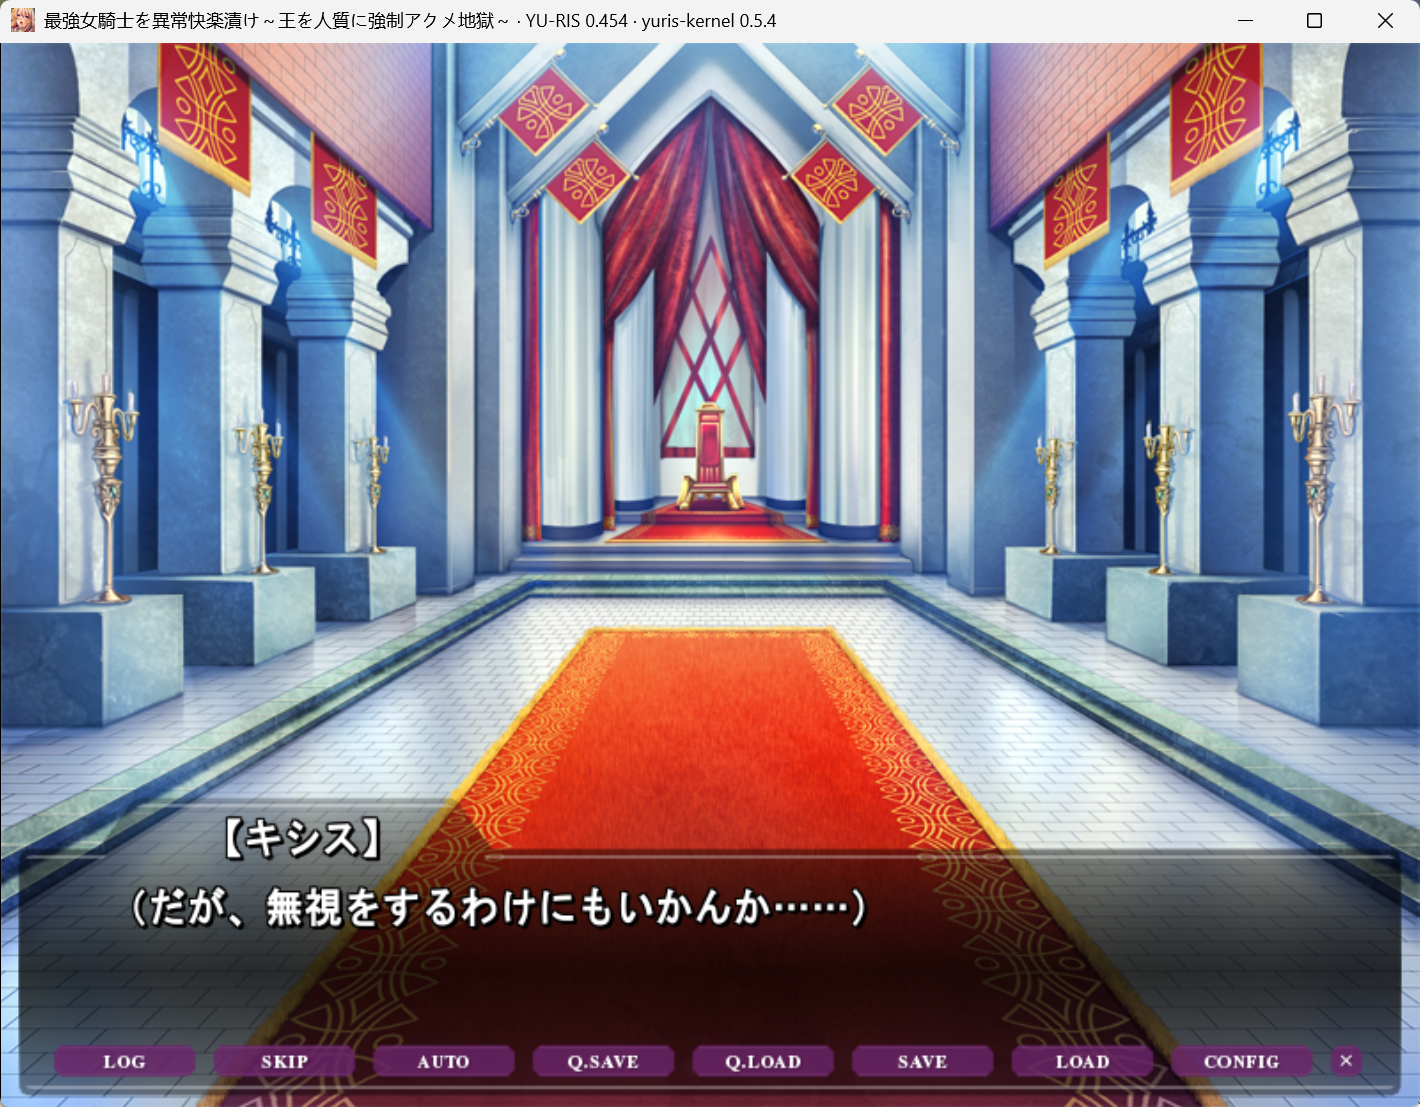 最強女騎士を異常快楽漬け～王を人質に強制アクメ地獄～ · YU-RIS 0.454 · yuris-kernel 0.5.4
【キシス】
（だが、無視をするわけにもいかんか……）
LOG SKIP AUTO Q.SAVE Q.LOAD SAVE LOAD CONFIG ×